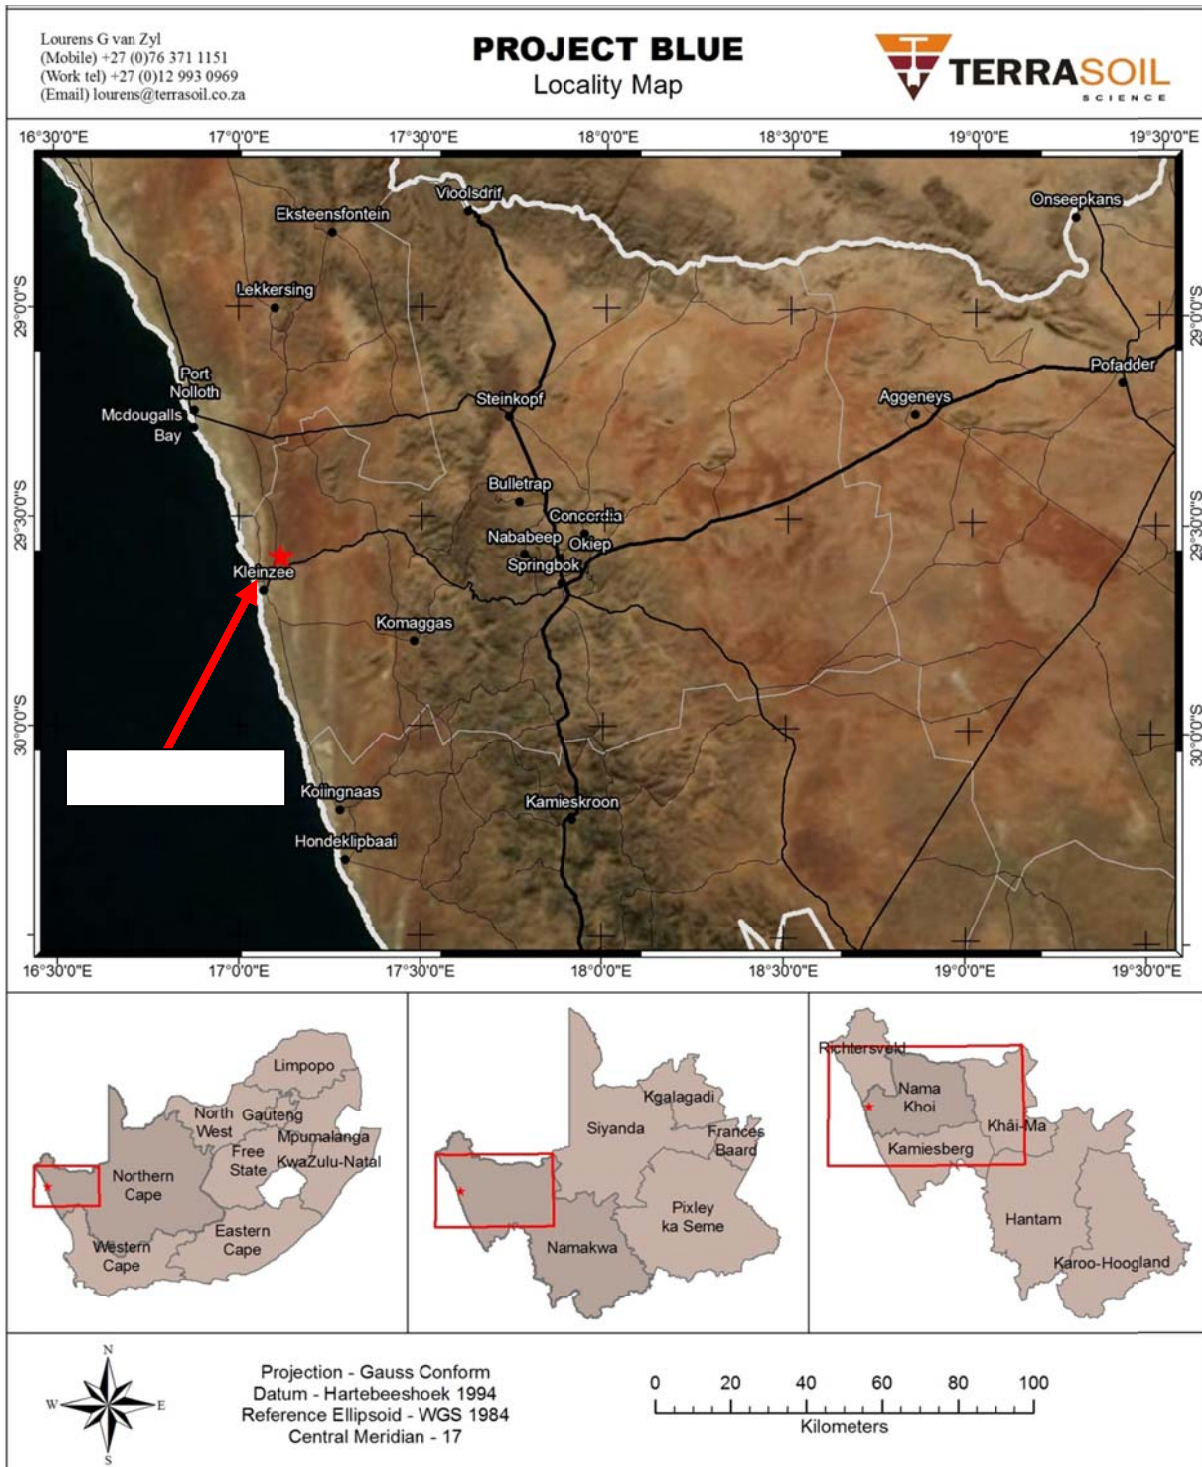 Lourens G van Zyl
(Mobile) +27 (0)76 371 1151
(Work tel) +27 (0)12 993 0969
(Email) lourens@terrasoil.co.za
PROJECT BLUE
Locality Map
TERRASOIL
SCIENCE
16°30'0"E
17°0'0"E
17°30'0"E
18°0'0"E
18°30'0"E
19°0'0"E
19°30'0"E
29°0'0"S
29°30'0"S
30°0'0"S
29°0'0"S
29°30'0"S
30°0'0"S
Vioolsdrif
Onseepkans
Eksteensfontein
Lekkersing
Port
Nolloth
Mcdougalls
Bay
Steinkopf
Aggeneys
Pofadder
Bulletrap
Concordia
Nababeep
Okiep
Springbok
Kleinzee
Komaggas
Koiingnaas
Kamieskroon
Hondeklipbaai
16°30'0"E
17°0'0"E
17°30'0"E
18°0'0"E
18°30'0"E
19°0'0"E
19°30'0"E
Limpopo
North
West
Gauteng
Mpumalanga
Free
State
KwaZulu-Natal
Northern
Cape
Eastern
Cape
Western
Cape
Kgalagadi
Siyanda
Frances
Baard
Pixley
ka Seme
Namakwa
Richtersveld
Nama
Khoi
Khâi-Ma
Kamiesberg
Hantam
Karoo-Hoogland
N
W
E
S
Projection - Gauss Conform
Datum - Hartebeeshoek 1994
Reference Ellipsoid - WGS 1984
Central Meridian - 17
0 20 40 60 80 100
Kilometers